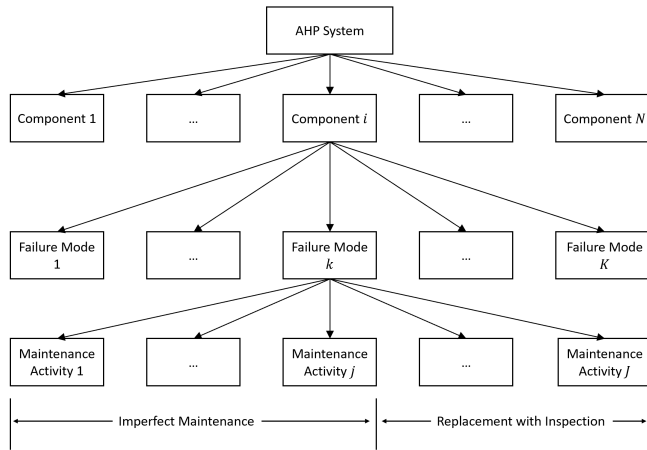 AHP System
Component 1
...
Component i
...
Component N
Failure Mode
1
...
Failure Mode
k
...
Failure Mode
K
Maintenance
Activity 1
...
Maintenance
Activity j
...
Maintenance
Activity J
Imperfect Maintenance
Replacement with Inspection